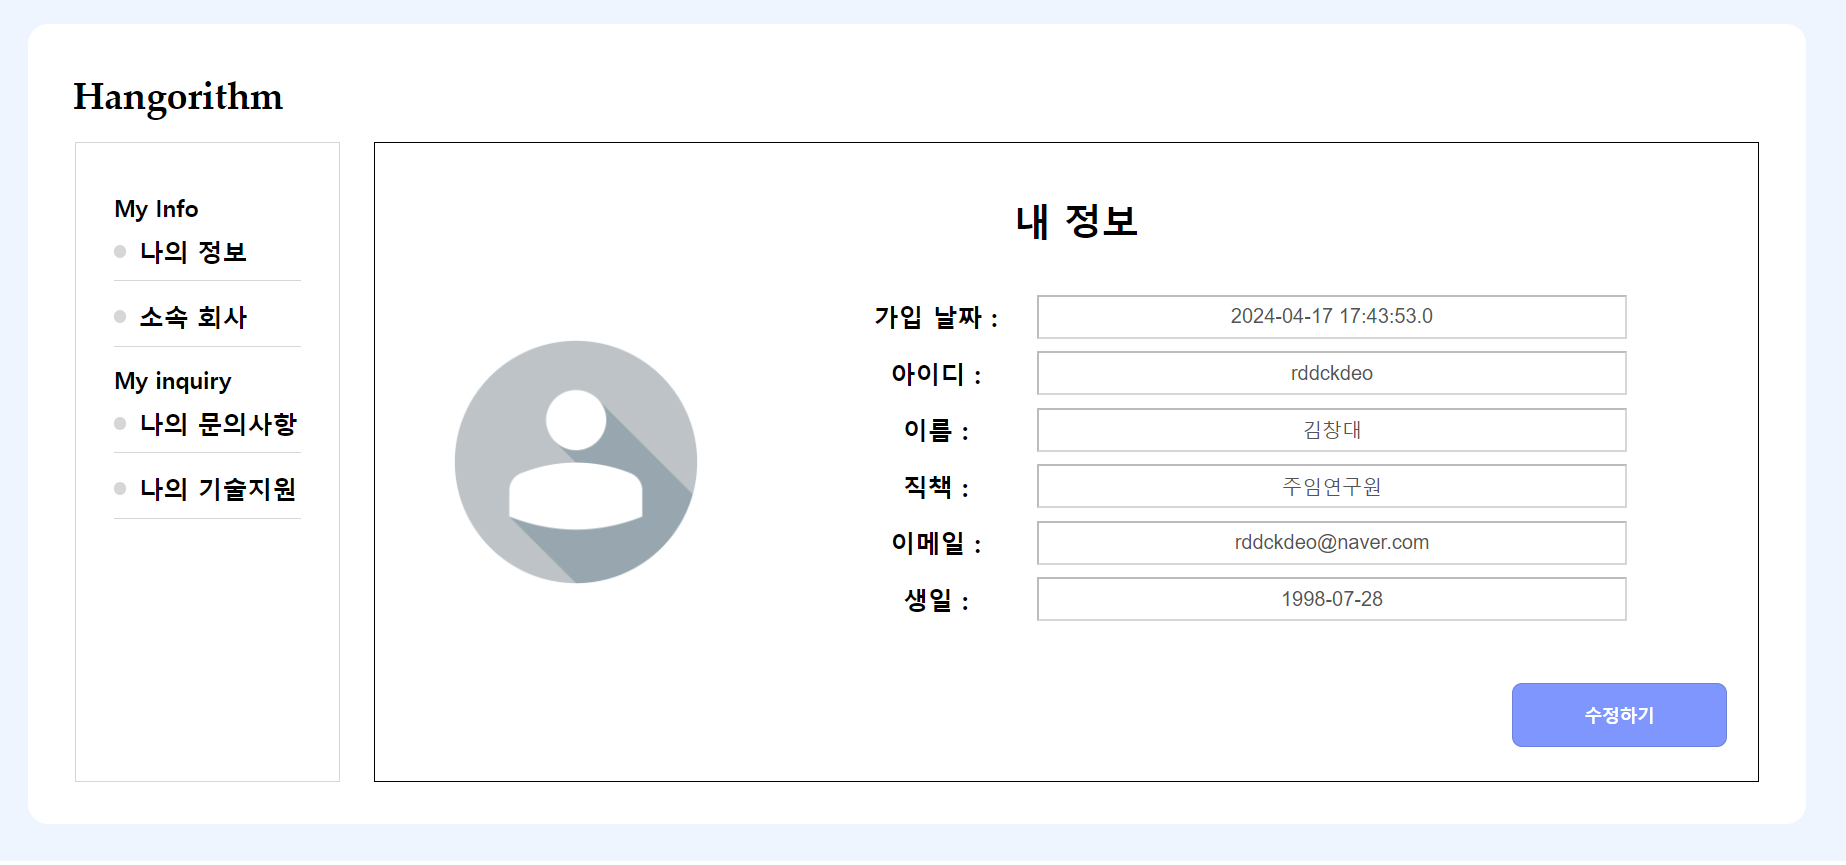 Hangorithm
My Info
나의 정보
소속 회사
My inquiry
나의 문의사항
나의 기술지원
내 정보
가입 날짜 : 2024-04-17 17:43:53.0
아이디 : rddckdeo
이름 : 김창대
직책 : 주임연구원
이메일 : rddckdeo@naver.com
생일 : 1998-07-28
수정하기